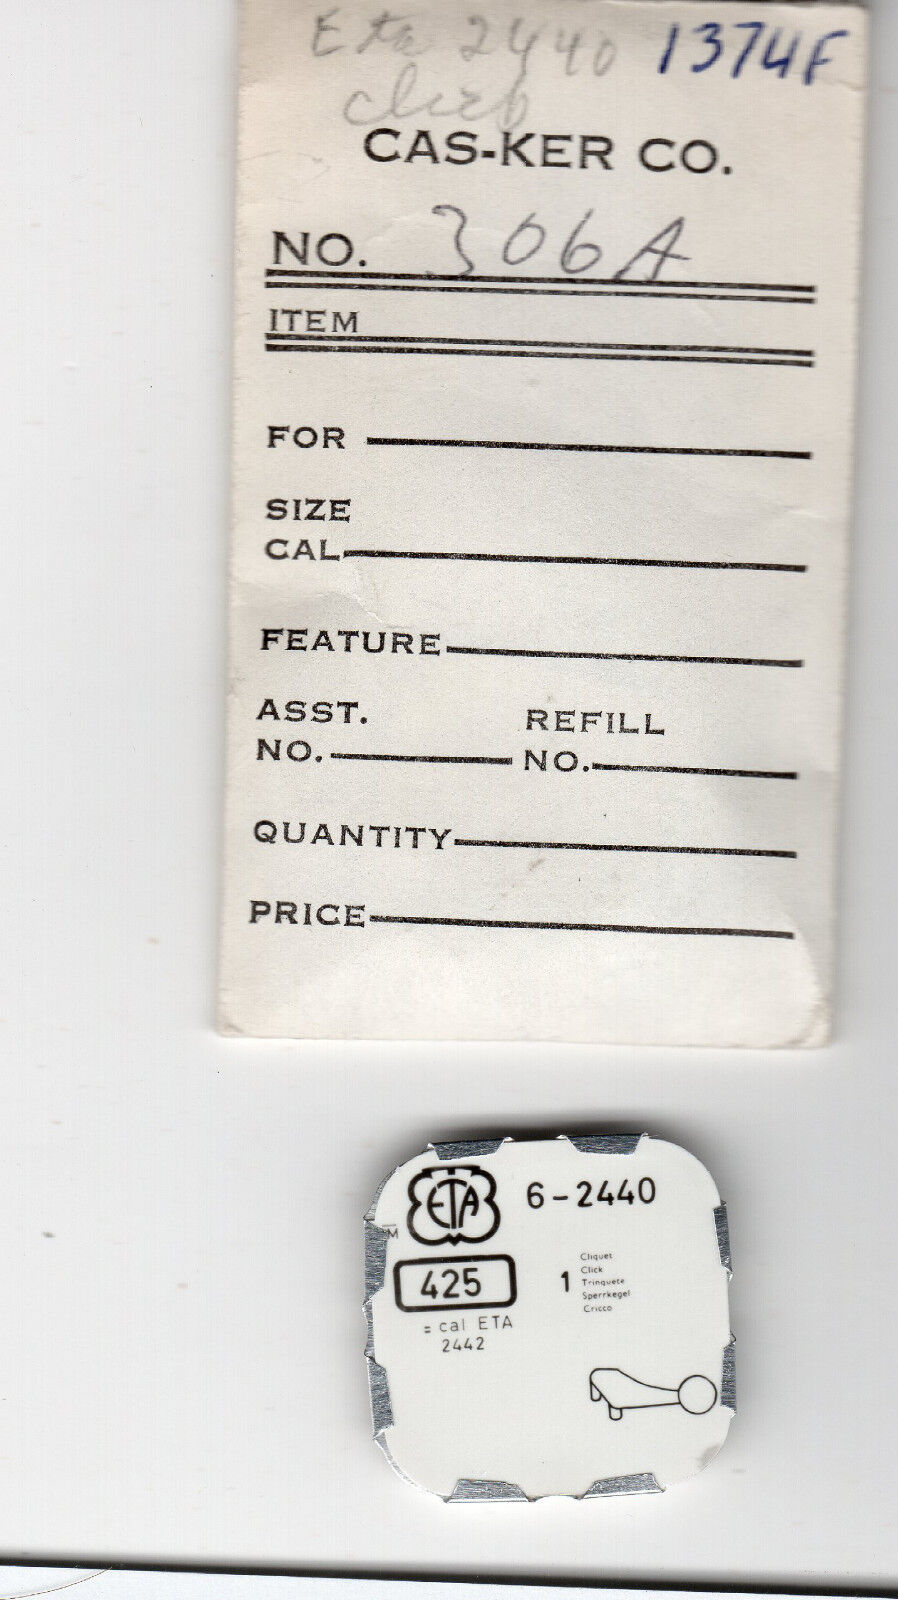 Eta 2440 1374F
click
CAS-KER CO.
NO. 306A
ITEM
FOR
SIZE
CAL
FEATURE
ASST. REFILL
NO. NO.
QUANTITY
PRICE
ETA 6-2440
M
425 1
Cliquet
Click
Trinquete
Sperrkegel
Cricco
= cal ETA
2442